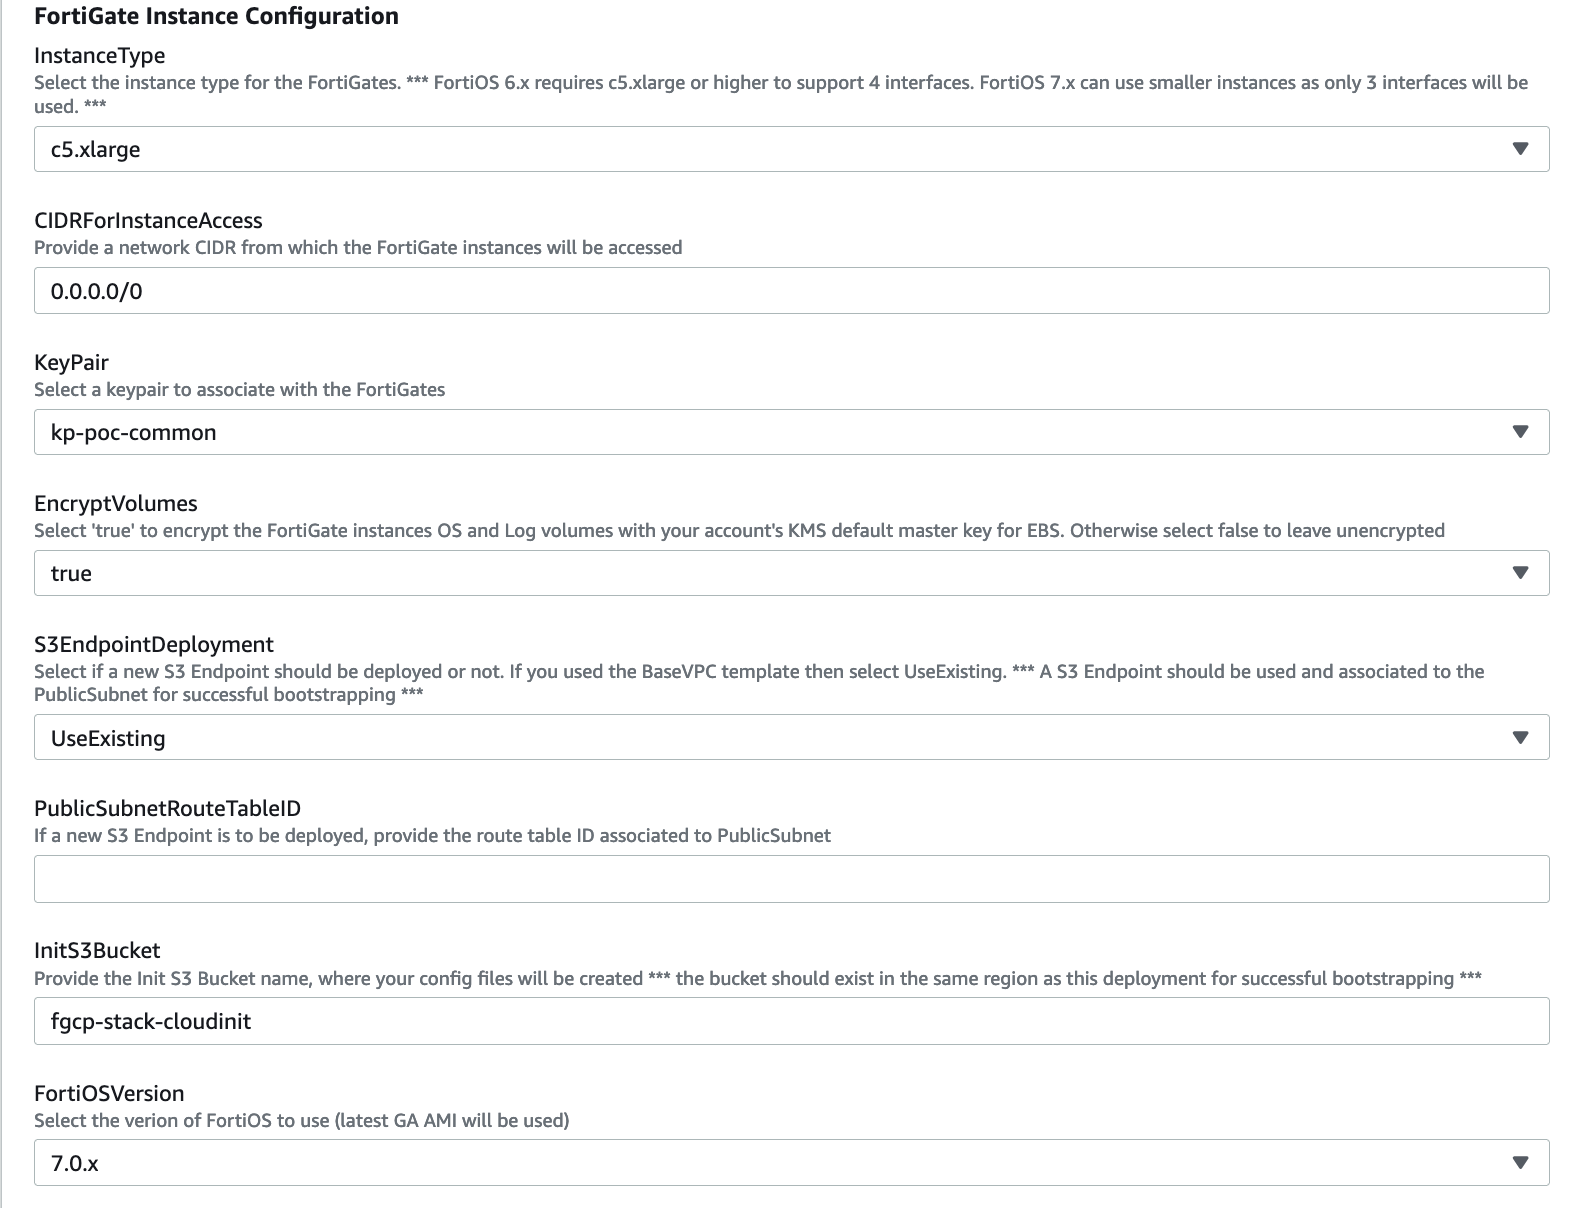 FortiGate Instance Configuration
InstanceType
Select the instance type for the FortiGates. *** FortiOS 6.x requires c5.xlarge or higher to support 4 interfaces. FortiOS 7.x can use smaller instances as only 3 interfaces will be
used. ***
c5.xlarge
CIDRForInstanceAccess
Provide a network CIDR from which the FortiGate instances will be accessed
0.0.0.0/0
KeyPair
Select a keypair to associate with the FortiGates
kp-poc-common
EncryptVolumes
Select 'true' to encrypt the FortiGate instances OS and Log volumes with your account's KMS default master key for EBS. Otherwise select false to leave unencrypted
true
S3EndpointDeployment
Select if a new S3 Endpoint should be deployed or not. If you used the BaseVPC template then select UseExisting. *** A S3 Endpoint should be used and associated to the
PublicSubnet for successful bootstrapping ***
UseExisting
PublicSubnetRouteTableID
If a new S3 Endpoint is to be deployed, provide the route table ID associated to PublicSubnet
InitS3Bucket
Provide the Init S3 Bucket name, where your config files will be created *** the bucket should exist in the same region as this deployment for successful bootstrapping ***
fgcp-stack-cloudinit
FortiOSVersion
Select the verion of FortiOS to use (latest GA AMI will be used)
7.0.x